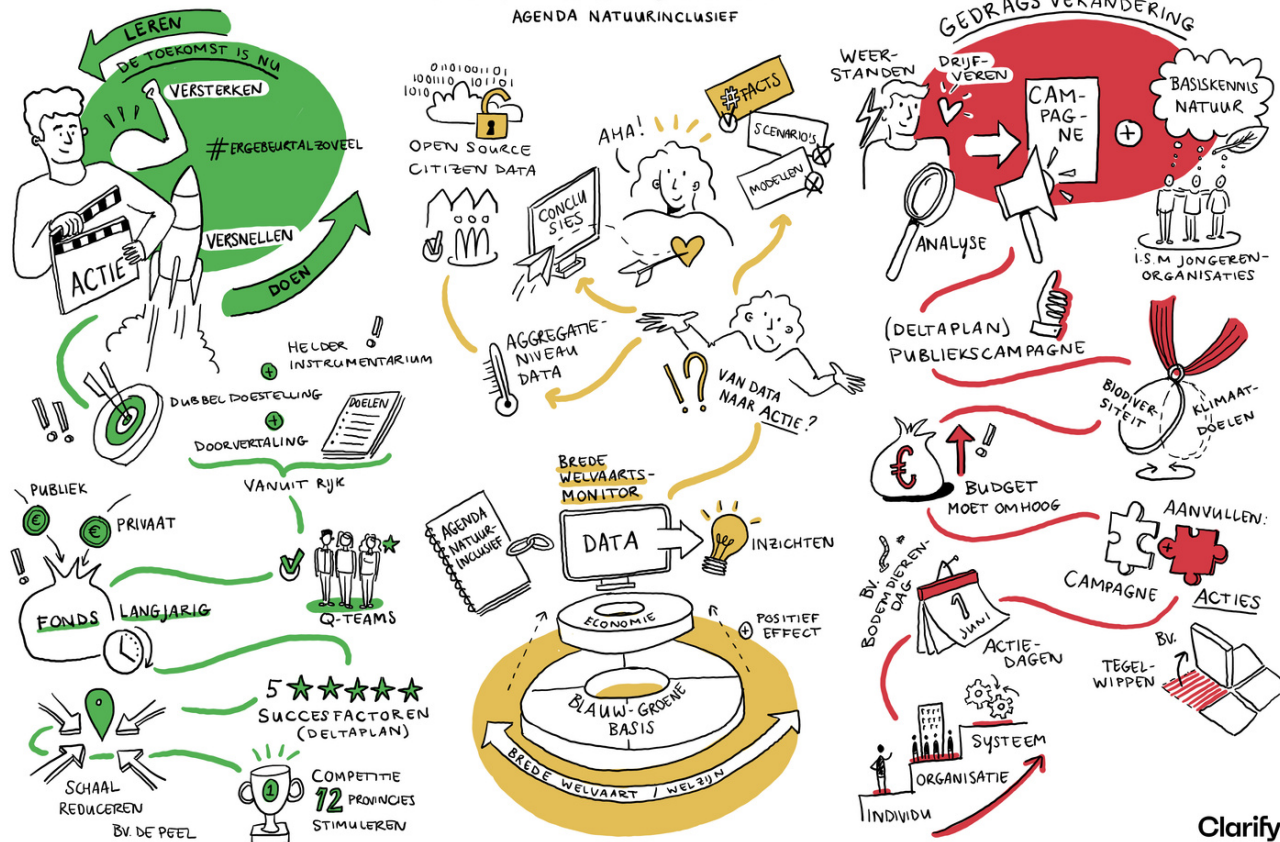 AGENDA NATUURINCLUSIEF
LEREN
DE TOEKOMST IS NU
VERSTERKEN
#ERGEBEURTALZOVEEL
VERSNELLEN
ACTIE
DOEN
HELDER
INSTRUMENTARIUM
DUBBEL DOESTELLING
DOORVERTALING
DOELEN
VANUIT RIJK
PUBLIEK
€
€
PRIVAAT
FONDS
LANGJARIG
Q-TEAMS
5
SUCCESFACTOREN
(DELTAPLAN)
SCHAAL
REDUCEREN
BV. DE PEEL
1
COMPETITIE
12 PROVINCIES
STIMULEREN
OPEN SOURCE
CITIZEN DATA
AHA!
#FACTS
SCENARIO'S
MODELLEN
CONCLU
SIES
AGGREGATIE-
NIVEAU
DATA
!?
VAN DATA
NAAR ACTIE?
BREDE
WELVAARTS-
MONITOR
AGENDA
NATUUR-
INCLUSIEF
DATA
INZICHTEN
ECONOMIE
+ POSITIEF
EFFECT
BLAUW-GROENE
BASIS
BREDE WELVAART / WELZIJN
GEDRAGSVERANDERING
WEER-
STANDEN
DRIJF-
VEREN
CAM-
PAG-
NE
+
BASISKENNIS
NATUUR
ANALYSE
i.S.M JONGEREN-
ORGANISATIES
(DELTAPLAN)
PUBLIEKSCAMPAGNE
BIODIVER-
SITEIT
KLIMAAT-
DOELEN
€
BUDGET
MOET OMHOOG
AANVULLEN:
+
CAMPAGNE
ACTIES
BV.
BODEMDIEREN-
DAG
1
JUNI
ACTIE-
DAGEN
BV.
TEGEL-
WIPPEN
SYSTEEM
ORGANISATIE
INDIVIDU
Clarify